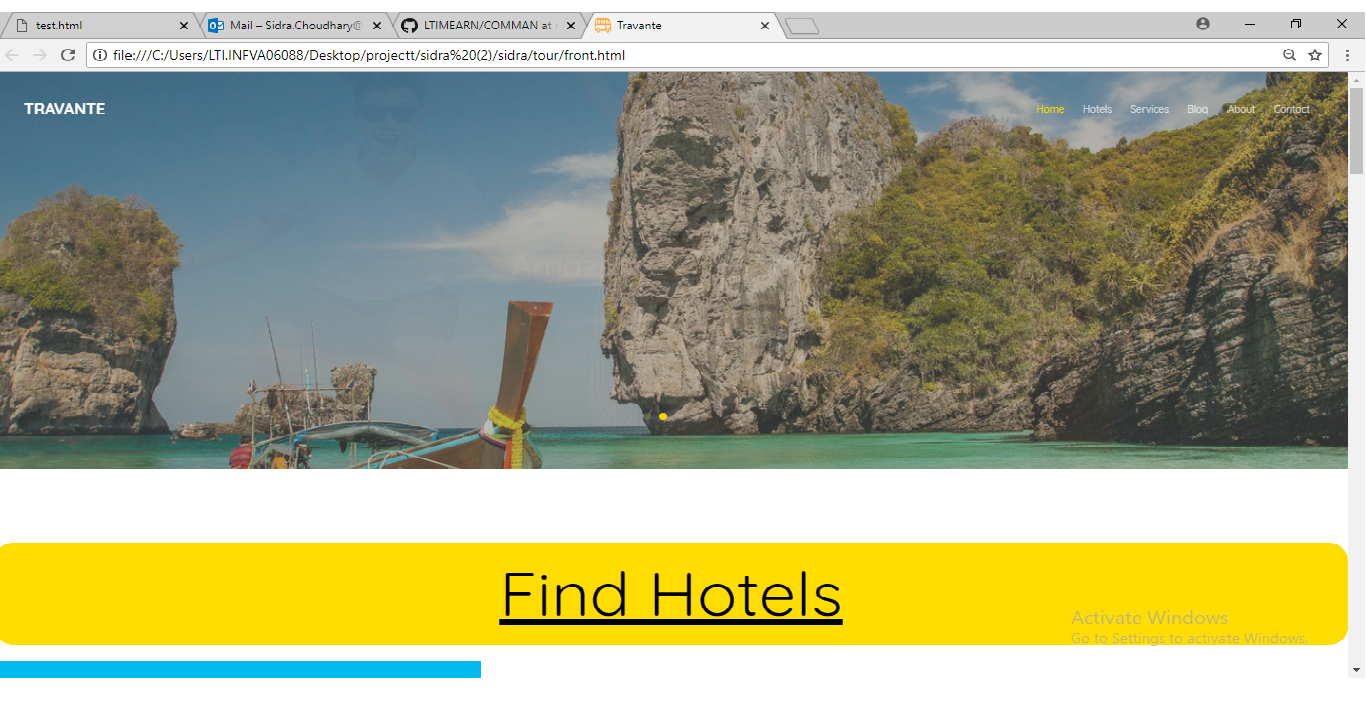 test.html
Mail – Sidra.Choudhary@
LTIMEARN/COMMAN at
Travante
file:///C:/Users/LTI.INFVA06088/Desktop/projectt/sidra%20(2)/sidra/tour/front.html
TRAVANTE
Home Hotels Services Blog About Contact
Find Hotels
Activate Windows
Go to Settings to activate Windows.